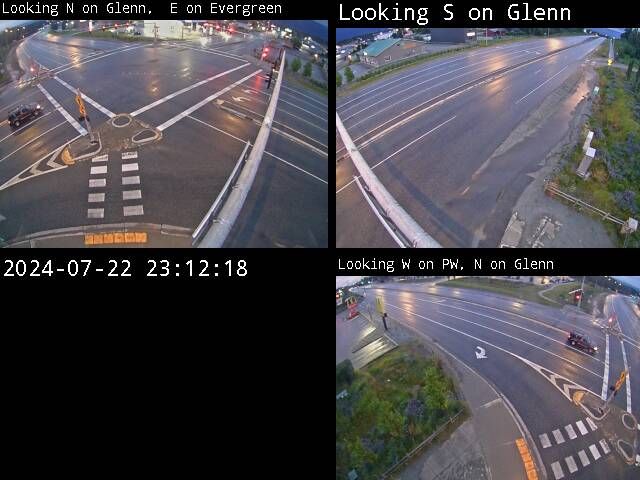 Looking N on Glenn,  E on Evergreen
Looking S on Glenn
2024-07-22 23:12:18
Looking W on PW, N on Glenn